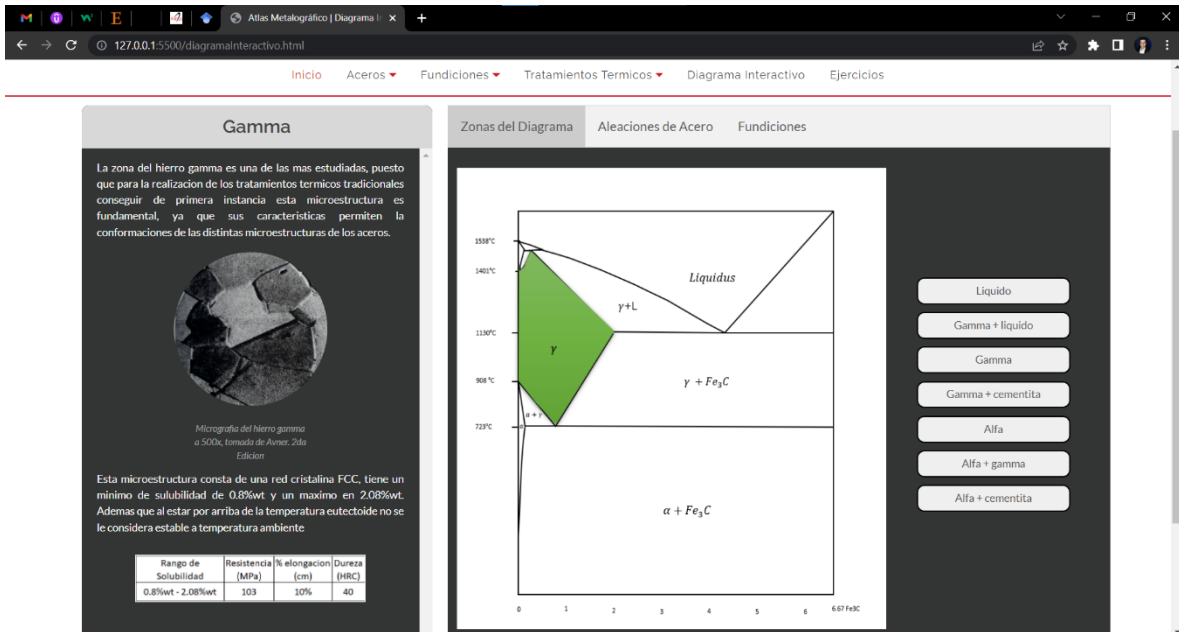 Atlas Metalográfico | Diagrama I
127.0.0.1:5500/diagramaInteractivo.html
Inicio Aceros Fundiciones Tratamientos Termicos Diagrama Interactivo Ejercicios
Gamma
La zona del hierro gamma es una de las mas estudiadas, puesto
que para la realizacion de los tratamientos termicos tradicionales
conseguir de primera instancia esta microestructura es
fundamental, ya que sus caracteristicas permiten la
conformaciones de las distintas microestructuras de los aceros.
Micrografia del hierro gamma
a 500x, tomada de Avner. 2da
Edicion
Esta microestructura consta de una red cristalina FCC, tiene un
minimo de sulubilidad de 0.8%wt y un maximo en 2.08%wt.
Ademas que al estar por arriba de la temperatura eutectoide no se
le considera estable a temperatura ambiente
Rango de Solubilidad Resistencia (MPa) % elongacion (cm) Dureza (HRC)
0.8%wt - 2.08%wt 103 10% 40
Zonas del Diagrama Aleaciones de Acero Fundiciones
1538°C
1401°C
1130°C
908 °C
723°C
Liquidus
γ+L
γ
γ + Fe₃C
α + γ
α
α + Fe₃C
0 1 2 3 4 5 6 6.67 Fe3C
Liquido
Gamma + liquido
Gamma
Gamma + cementita
Alfa
Alfa + gamma
Alfa + cementita